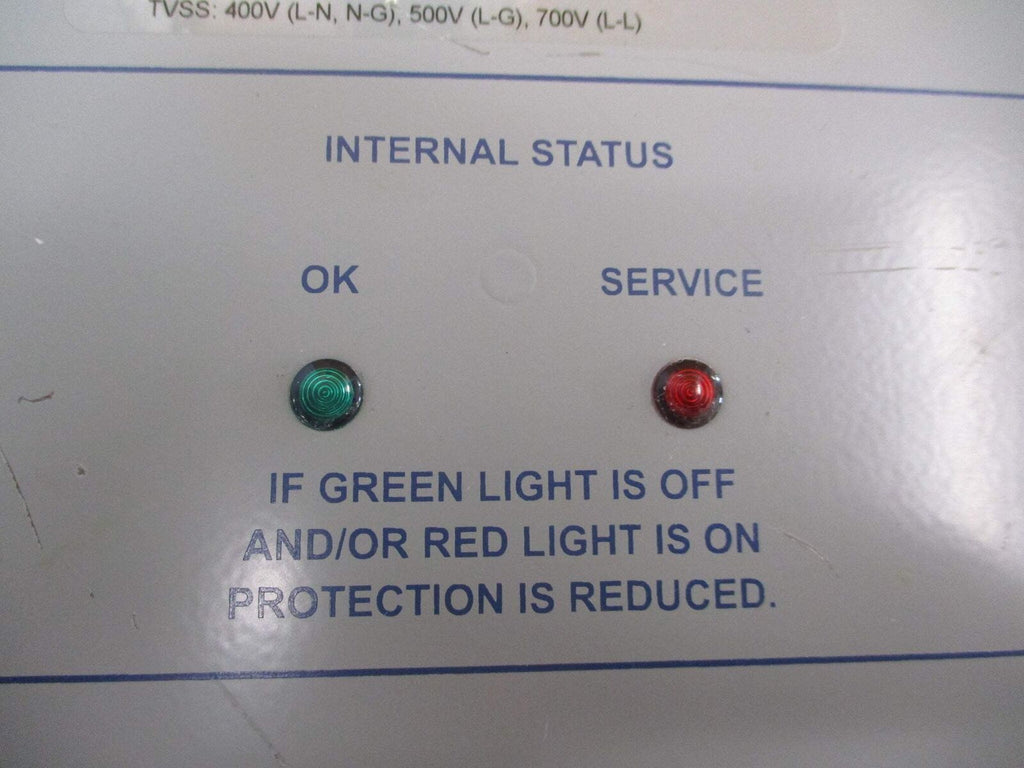 TVSS: 400V (L-N, N-G), 500V (L-G), 700V (L-L)
INTERNAL STATUS
OK SERVICE
IF GREEN LIGHT IS OFF
AND/OR RED LIGHT IS ON
PROTECTION IS REDUCED.